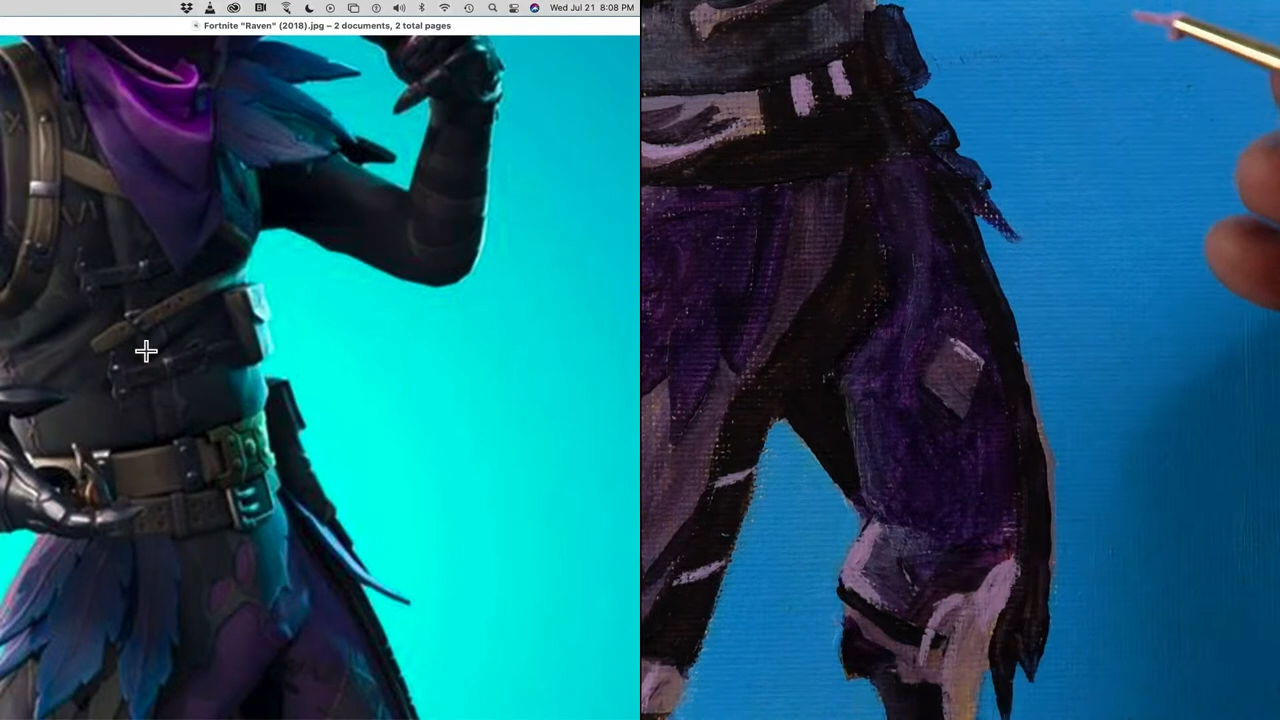 Wed Jul 21 8:08 PM
Fortnite "Raven" (2018).jpg – 2 documents, 2 total pages